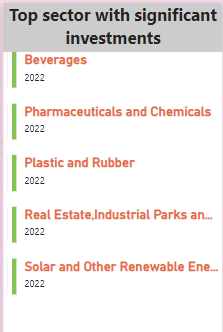 Top sector with significant
investments
Beverages
2022
Pharmaceuticals and Chemicals
2022
Plastic and Rubber
2022
Real Estate,Industrial Parks an...
2022
Solar and Other Renewable Ene...
2022